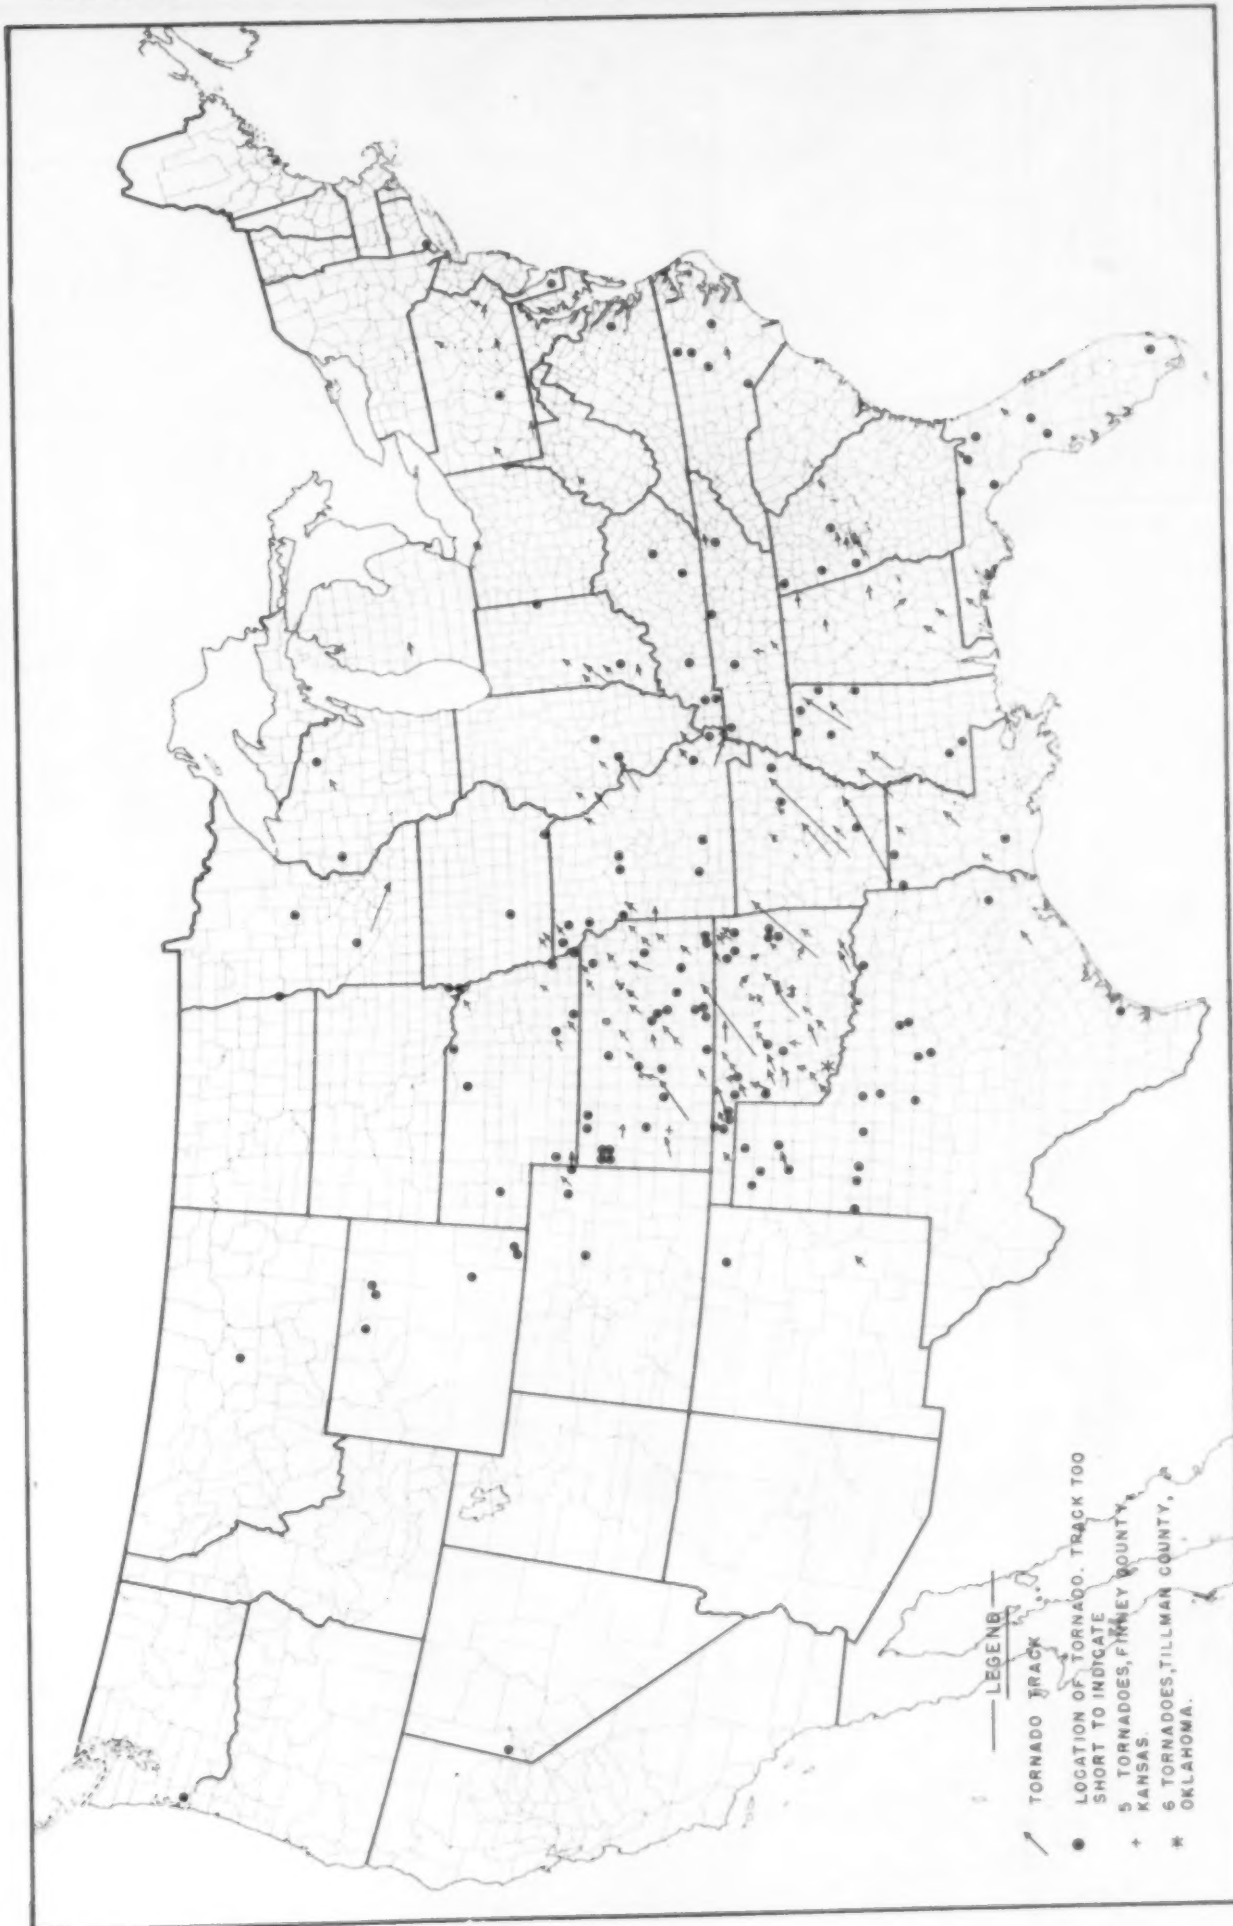 LEGEND
TORNADO TRACK
LOCATION OF TORNADO. TRACK TOO
SHORT TO INDICATE
5 TORNADOES, FINNEY COUNTY,
KANSAS.
6 TORNADOES, TILLMAN COUNTY,
OKLAHOMA.